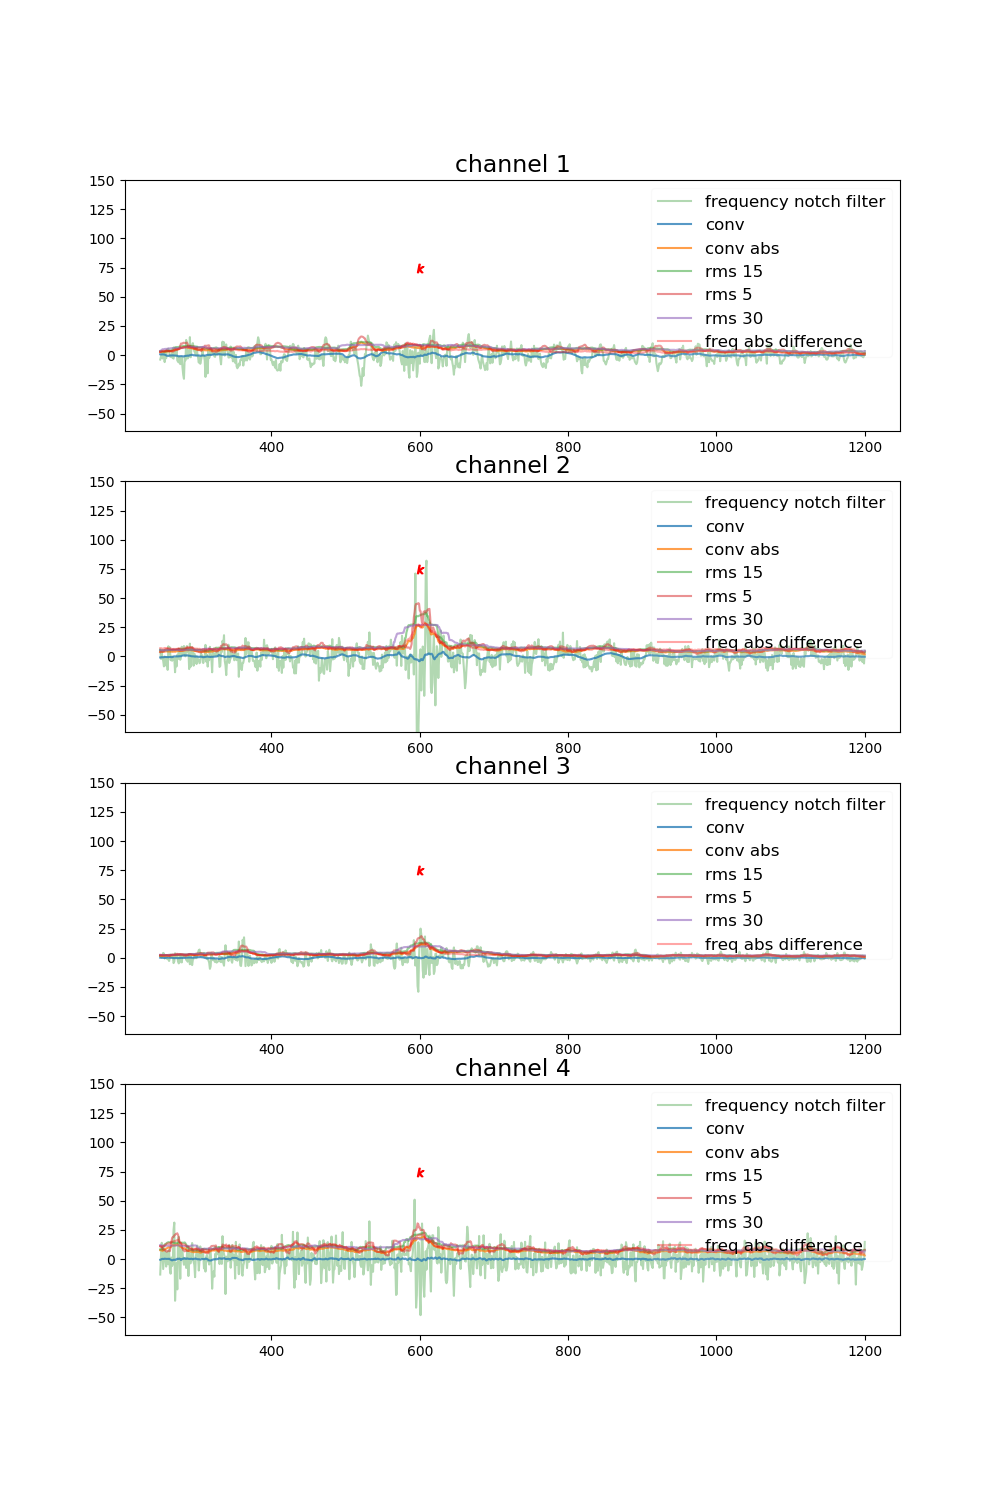 channel 1
150
125
100
75
50
25
0
−25
−50
k
frequency notch filter
conv
conv abs
rms 15
rms 5
rms 30
freq abs difference
400 600 800 1000 1200
channel 2
150
125
100
75
50
25
0
−25
−50
k
frequency notch filter
conv
conv abs
rms 15
rms 5
rms 30
freq abs difference
400 600 800 1000 1200
channel 3
150
125
100
75
50
25
0
−25
−50
k
frequency notch filter
conv
conv abs
rms 15
rms 5
rms 30
freq abs difference
400 600 800 1000 1200
channel 4
150
125
100
75
50
25
0
−25
−50
k
frequency notch filter
conv
conv abs
rms 15
rms 5
rms 30
freq abs difference
400 600 800 1000 1200